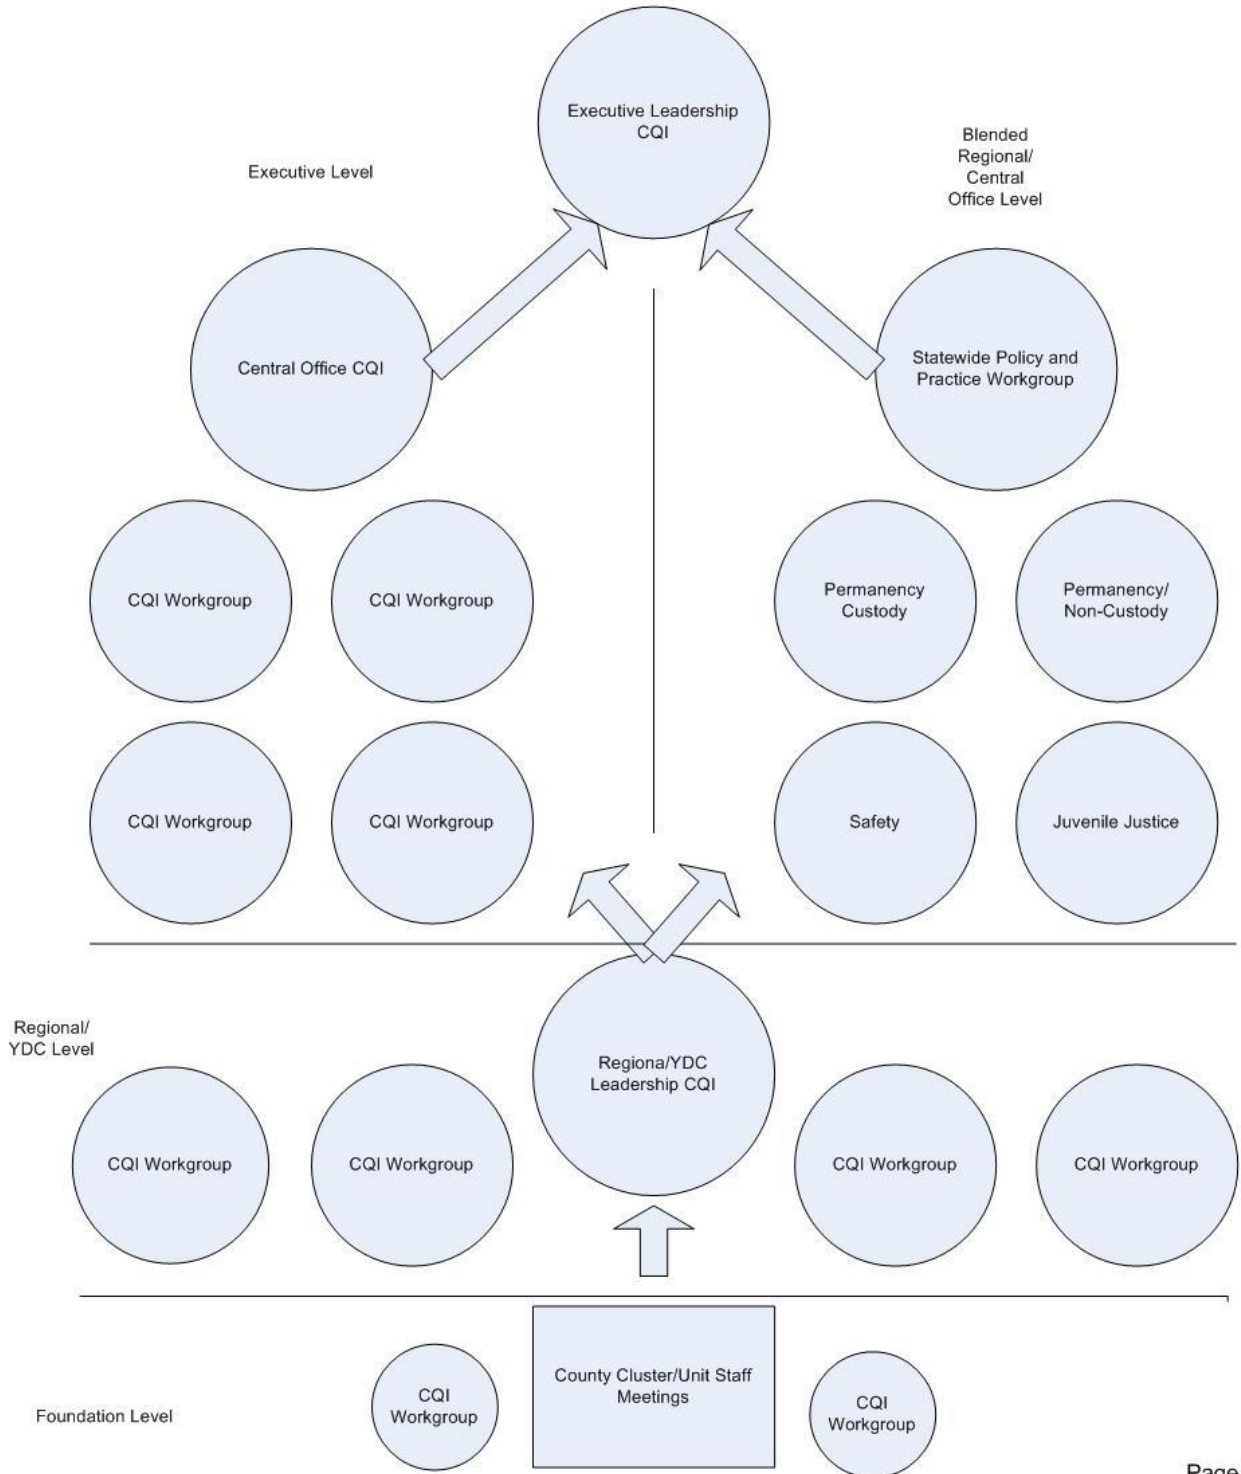 Executive Leadership
CQI
Executive Level
Blended
Regional/
Central
Office Level
Central Office CQI
Statewide Policy and
Practice Workgroup
CQI Workgroup
CQI Workgroup
Permanency
Custody
Permanency/
Non-Custody
CQI Workgroup
CQI Workgroup
Safety
Juvenile Justice
Regional/
YDC Level
Regiona/YDC
Leadership CQI
CQI Workgroup
CQI Workgroup
CQI Workgroup
CQI Workgroup
Foundation Level
CQI
Workgroup
County Cluster/Unit Staff
Meetings
CQI
Workgroup
Page